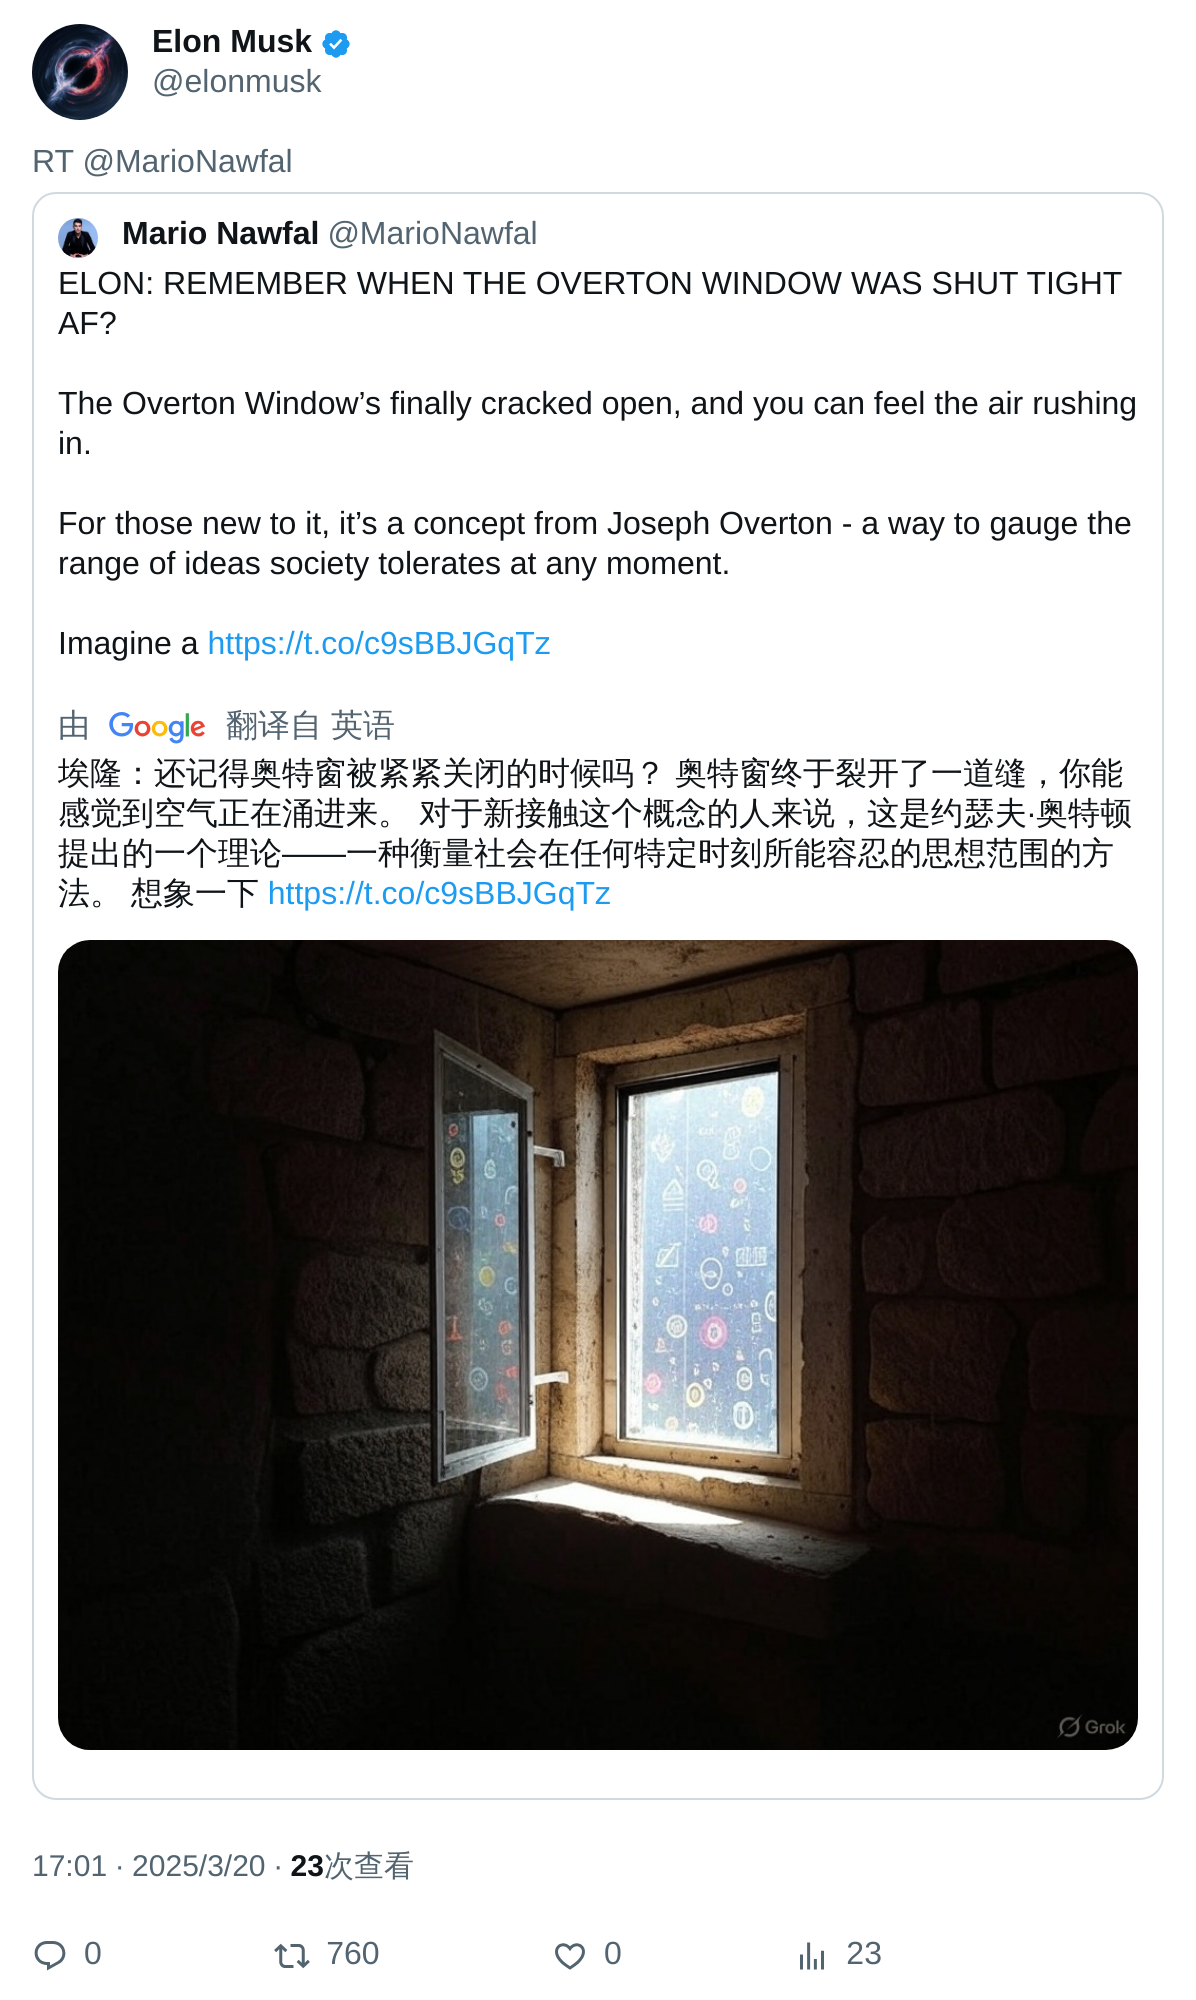 Elon Musk
@elonmusk
RT @MarioNawfal
Mario Nawfal @MarioNawfal
ELON: REMEMBER WHEN THE OVERTON WINDOW WAS SHUT TIGHT
AF?
The Overton Window’s finally cracked open, and you can feel the air rushing
in.
For those new to it, it’s a concept from Joseph Overton - a way to gauge the
range of ideas society tolerates at any moment.
Imagine a https://t.co/c9sBBJGqTz
由 Google 翻译自 英语
埃隆：还记得奥特窗被紧紧关闭的时候吗？ 奥特窗终于裂开了一道缝，你能
感觉到空气正在涌进来。 对于新接触这个概念的人来说，这是约瑟夫·奥特顿
提出的一个理论——一种衡量社会在任何特定时刻所能容忍的思想范围的方
法。 想象一下 https://t.co/c9sBBJGqTz
Grok
17:01 · 2025/3/20 · 23次查看
0 760 0 23